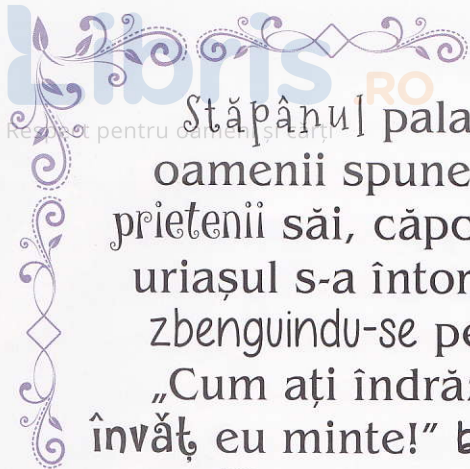 Libris .RO
Respect pentru oameni și cărți
Stăpânul pala
oamenii spune
prietenii săi, căpc
uriașul s-a întor
zbenguindu-se pe
„Cum ați îndră
învăț eu minte!”